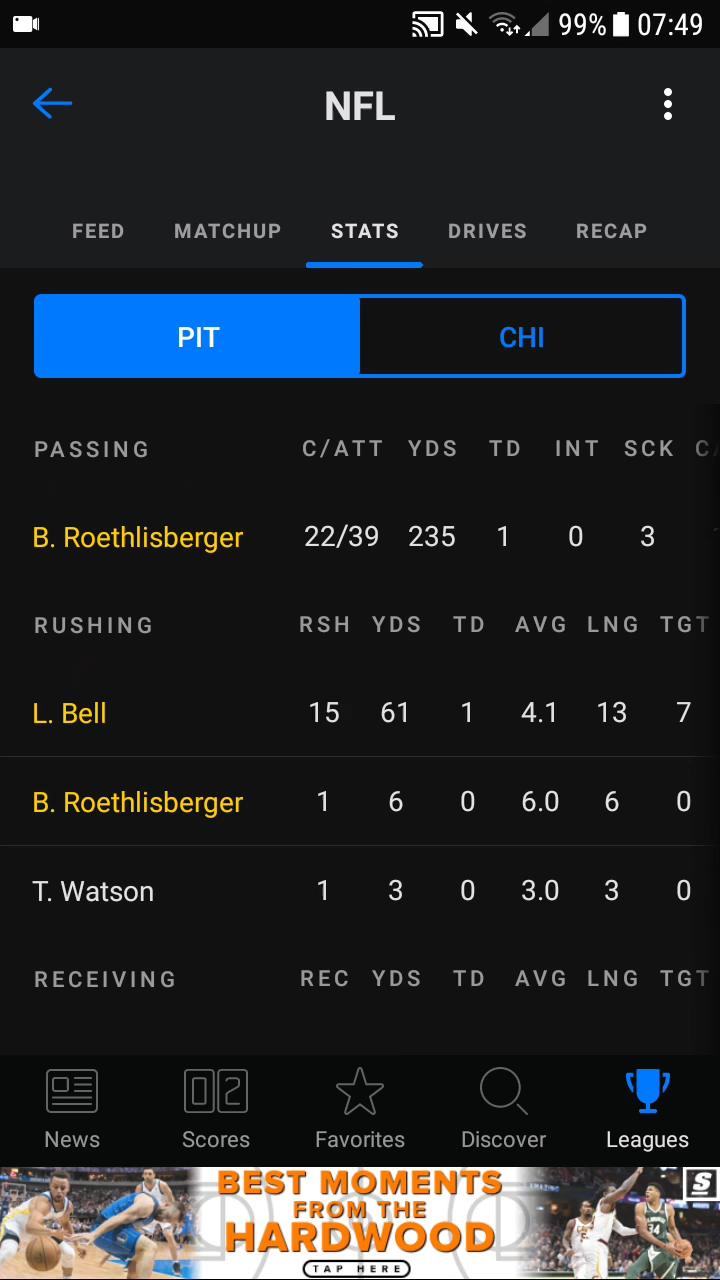 99% 07:49
NFL
FEED MATCHUP STATS DRIVES RECAP
PIT CHI
PASSING C/ATT YDS TD INT SCK C/
B. Roethlisberger 22/39 235 1 0 3
RUSHING RSH YDS TD AVG LNG TGT
L. Bell 15 61 1 4.1 13 7
B. Roethlisberger 1 6 0 6.0 6 0
T. Watson 1 3 0 3.0 3 0
RECEIVING REC YDS TD AVG LNG TGT
02
News Scores Favorites Discover Leagues
BEST MOMENTS
FROM THE
HARDWOOD
TAP HERE
S
34